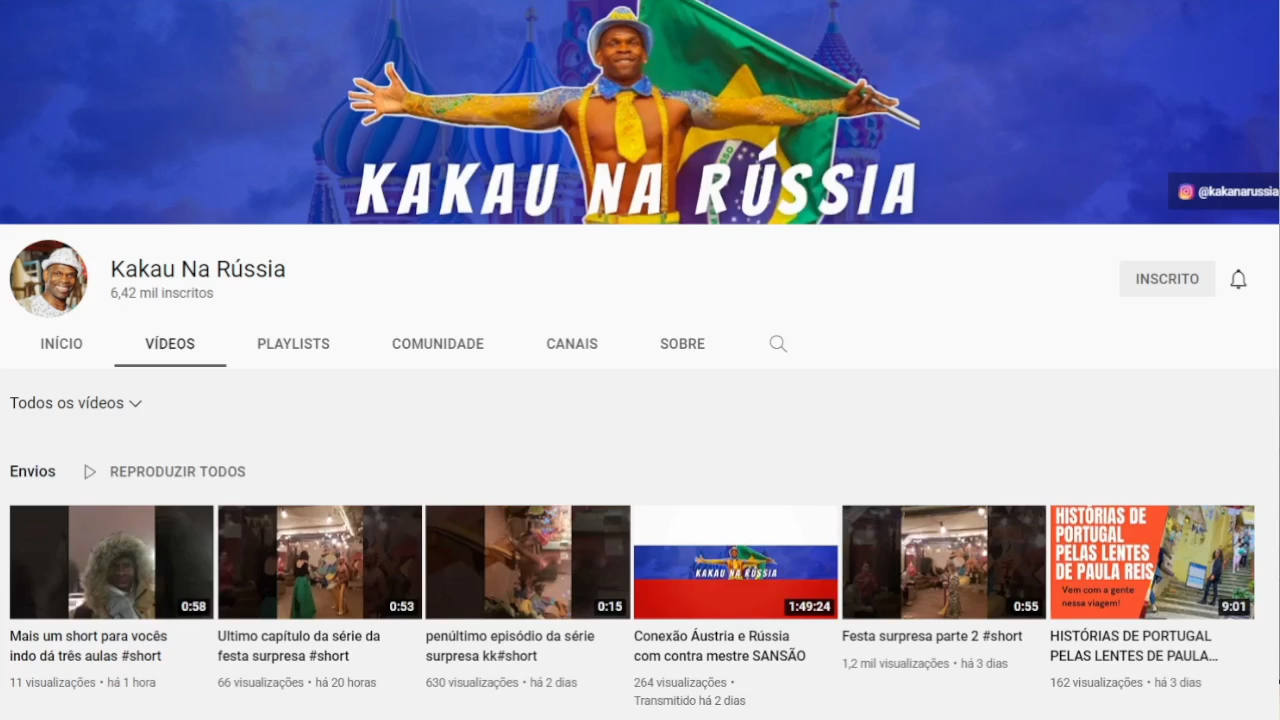 KAKAU NA RÚSSIA
@kakanarussia
Kakau Na Rússia
6,42 mil inscritos
INSCRITO
INÍCIO VÍDEOS PLAYLISTS COMUNIDADE CANAIS SOBRE
Todos os vídeos
Envios REPRODUZIR TODOS
0:58
0:53
0:15
KAKAU NA RÚSSIA
1:49:24
0:55
HISTÓRIAS DE
PORTUGAL
PELAS LENTES
DE PAULA REIS
Vem com a gente
nessa viagem!
9:01
Mais um short para vocês
indo dá três aulas #short
11 visualizações • há 1 hora
Ultimo capítulo da série da
festa surpresa #short
66 visualizações • há 20 horas
penúltimo episódio da série
surpresa kk#short
630 visualizações • há 2 dias
Conexão Áustria e Rússia
com contra mestre SANSÃO
264 visualizações •
Transmitido há 2 dias
Festa surpresa parte 2 #short
1,2 mil visualizações • há 3 dias
HISTÓRIAS DE PORTUGAL
PELAS LENTES DE PAULA...
162 visualizações • há 3 dias